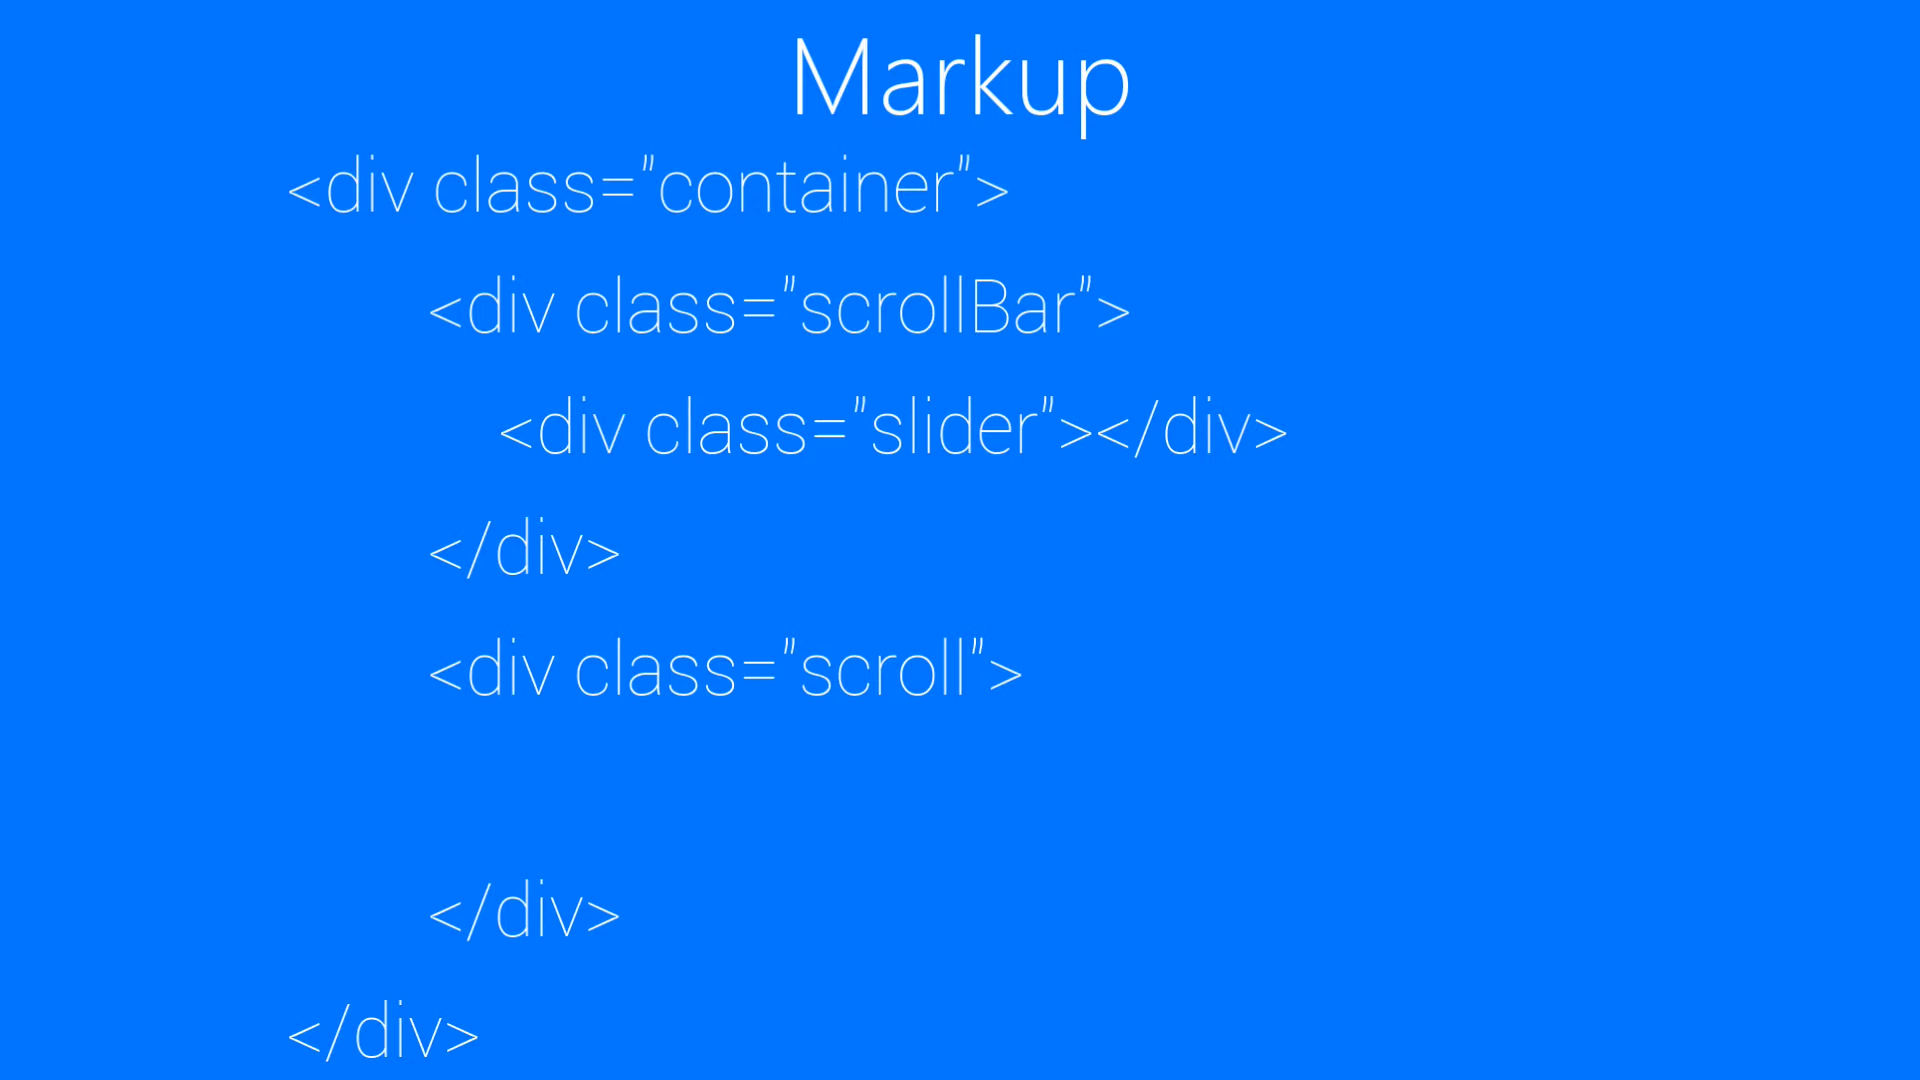 Markup
<div class="container">
<div class="scrollBar">
<div class="slider"></div>
</div>
<div class="scroll">
</div>
</div>